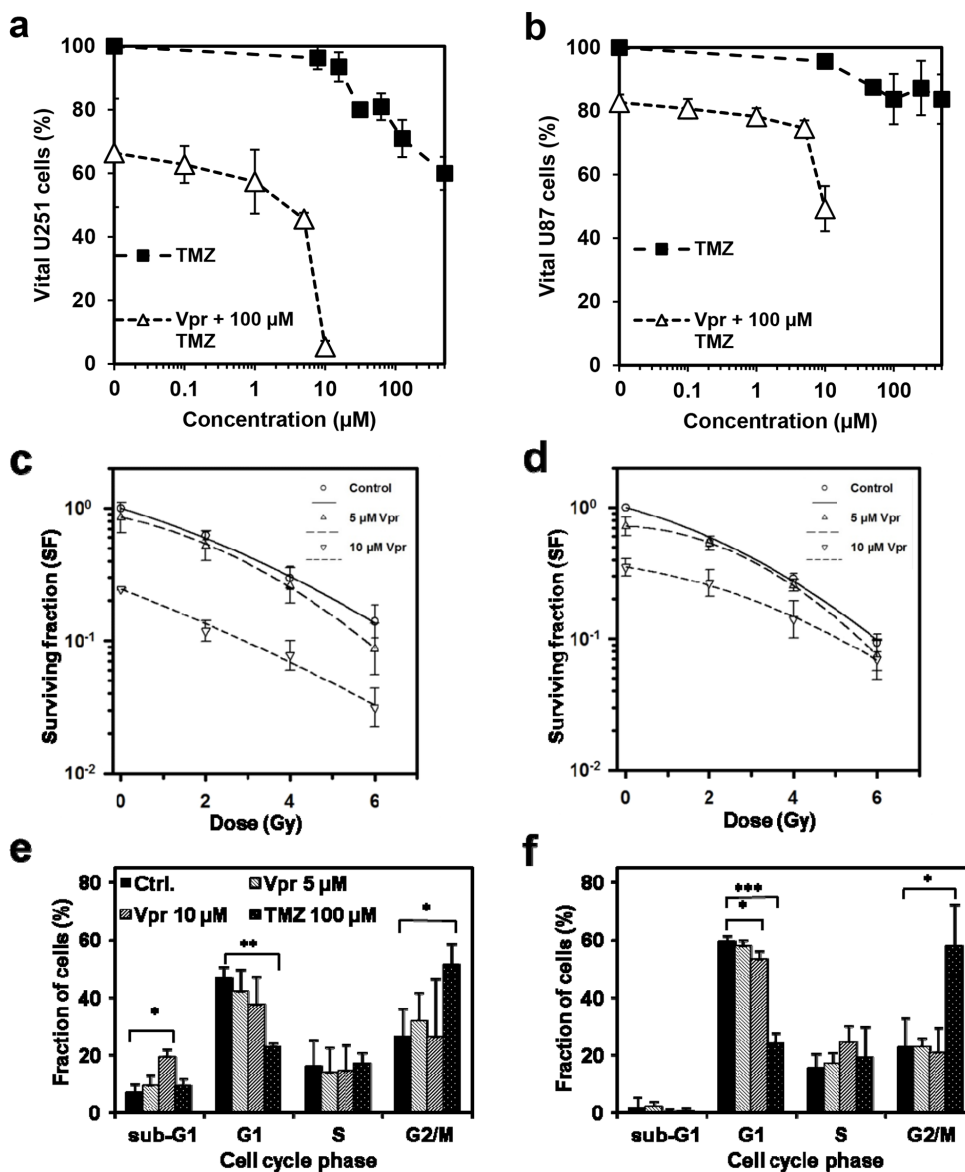 a
100
80
60
40
20
0
Vital U251 cells (%)
TMZ
Vpr + 100 µM
TMZ
0 0.1 1 10 100
Concentration (µM)
b
100
80
60
40
20
0
Vital U87 cells (%)
TMZ
Vpr + 100 µM
TMZ
0 0.1 1 10 100
Concentration (µM)
c
10⁰
10⁻¹
10⁻²
Surviving fraction (SF)
Control
5 µM Vpr
10 µM Vpr
0 2 4 6
Dose (Gy)
d
10⁰
10⁻¹
10⁻²
Surviving fraction (SF)
Control
5 µM Vpr
10 µM Vpr
0 2 4 6
Dose (Gy)
e
80
60
40
20
0
Fraction of cells (%)
Ctrl. Vpr 5 µM
Vpr 10 µM TMZ 100 µM
*
**
*
sub-G1 G1 S G2/M
Cell cycle phase
f
80
60
40
20
0
Fraction of cells (%)
***
*
*
sub-G1 G1 S G2/M
Cell cycle phase